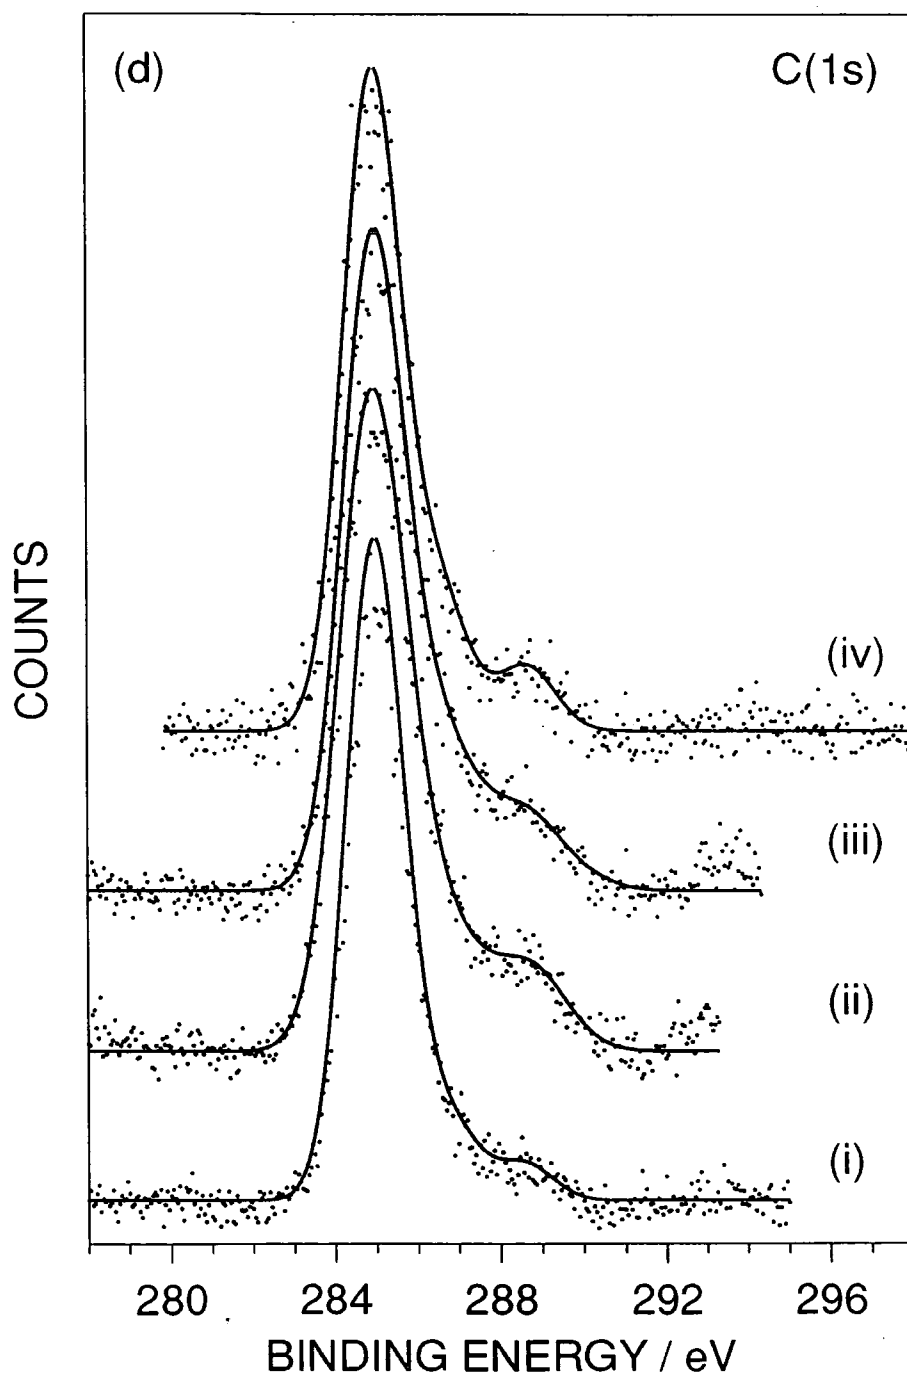 (d) C(1s)
COUNTS
(iv)
(iii)
(ii)
(i)
280 284 288 292 296
BINDING ENERGY / eV